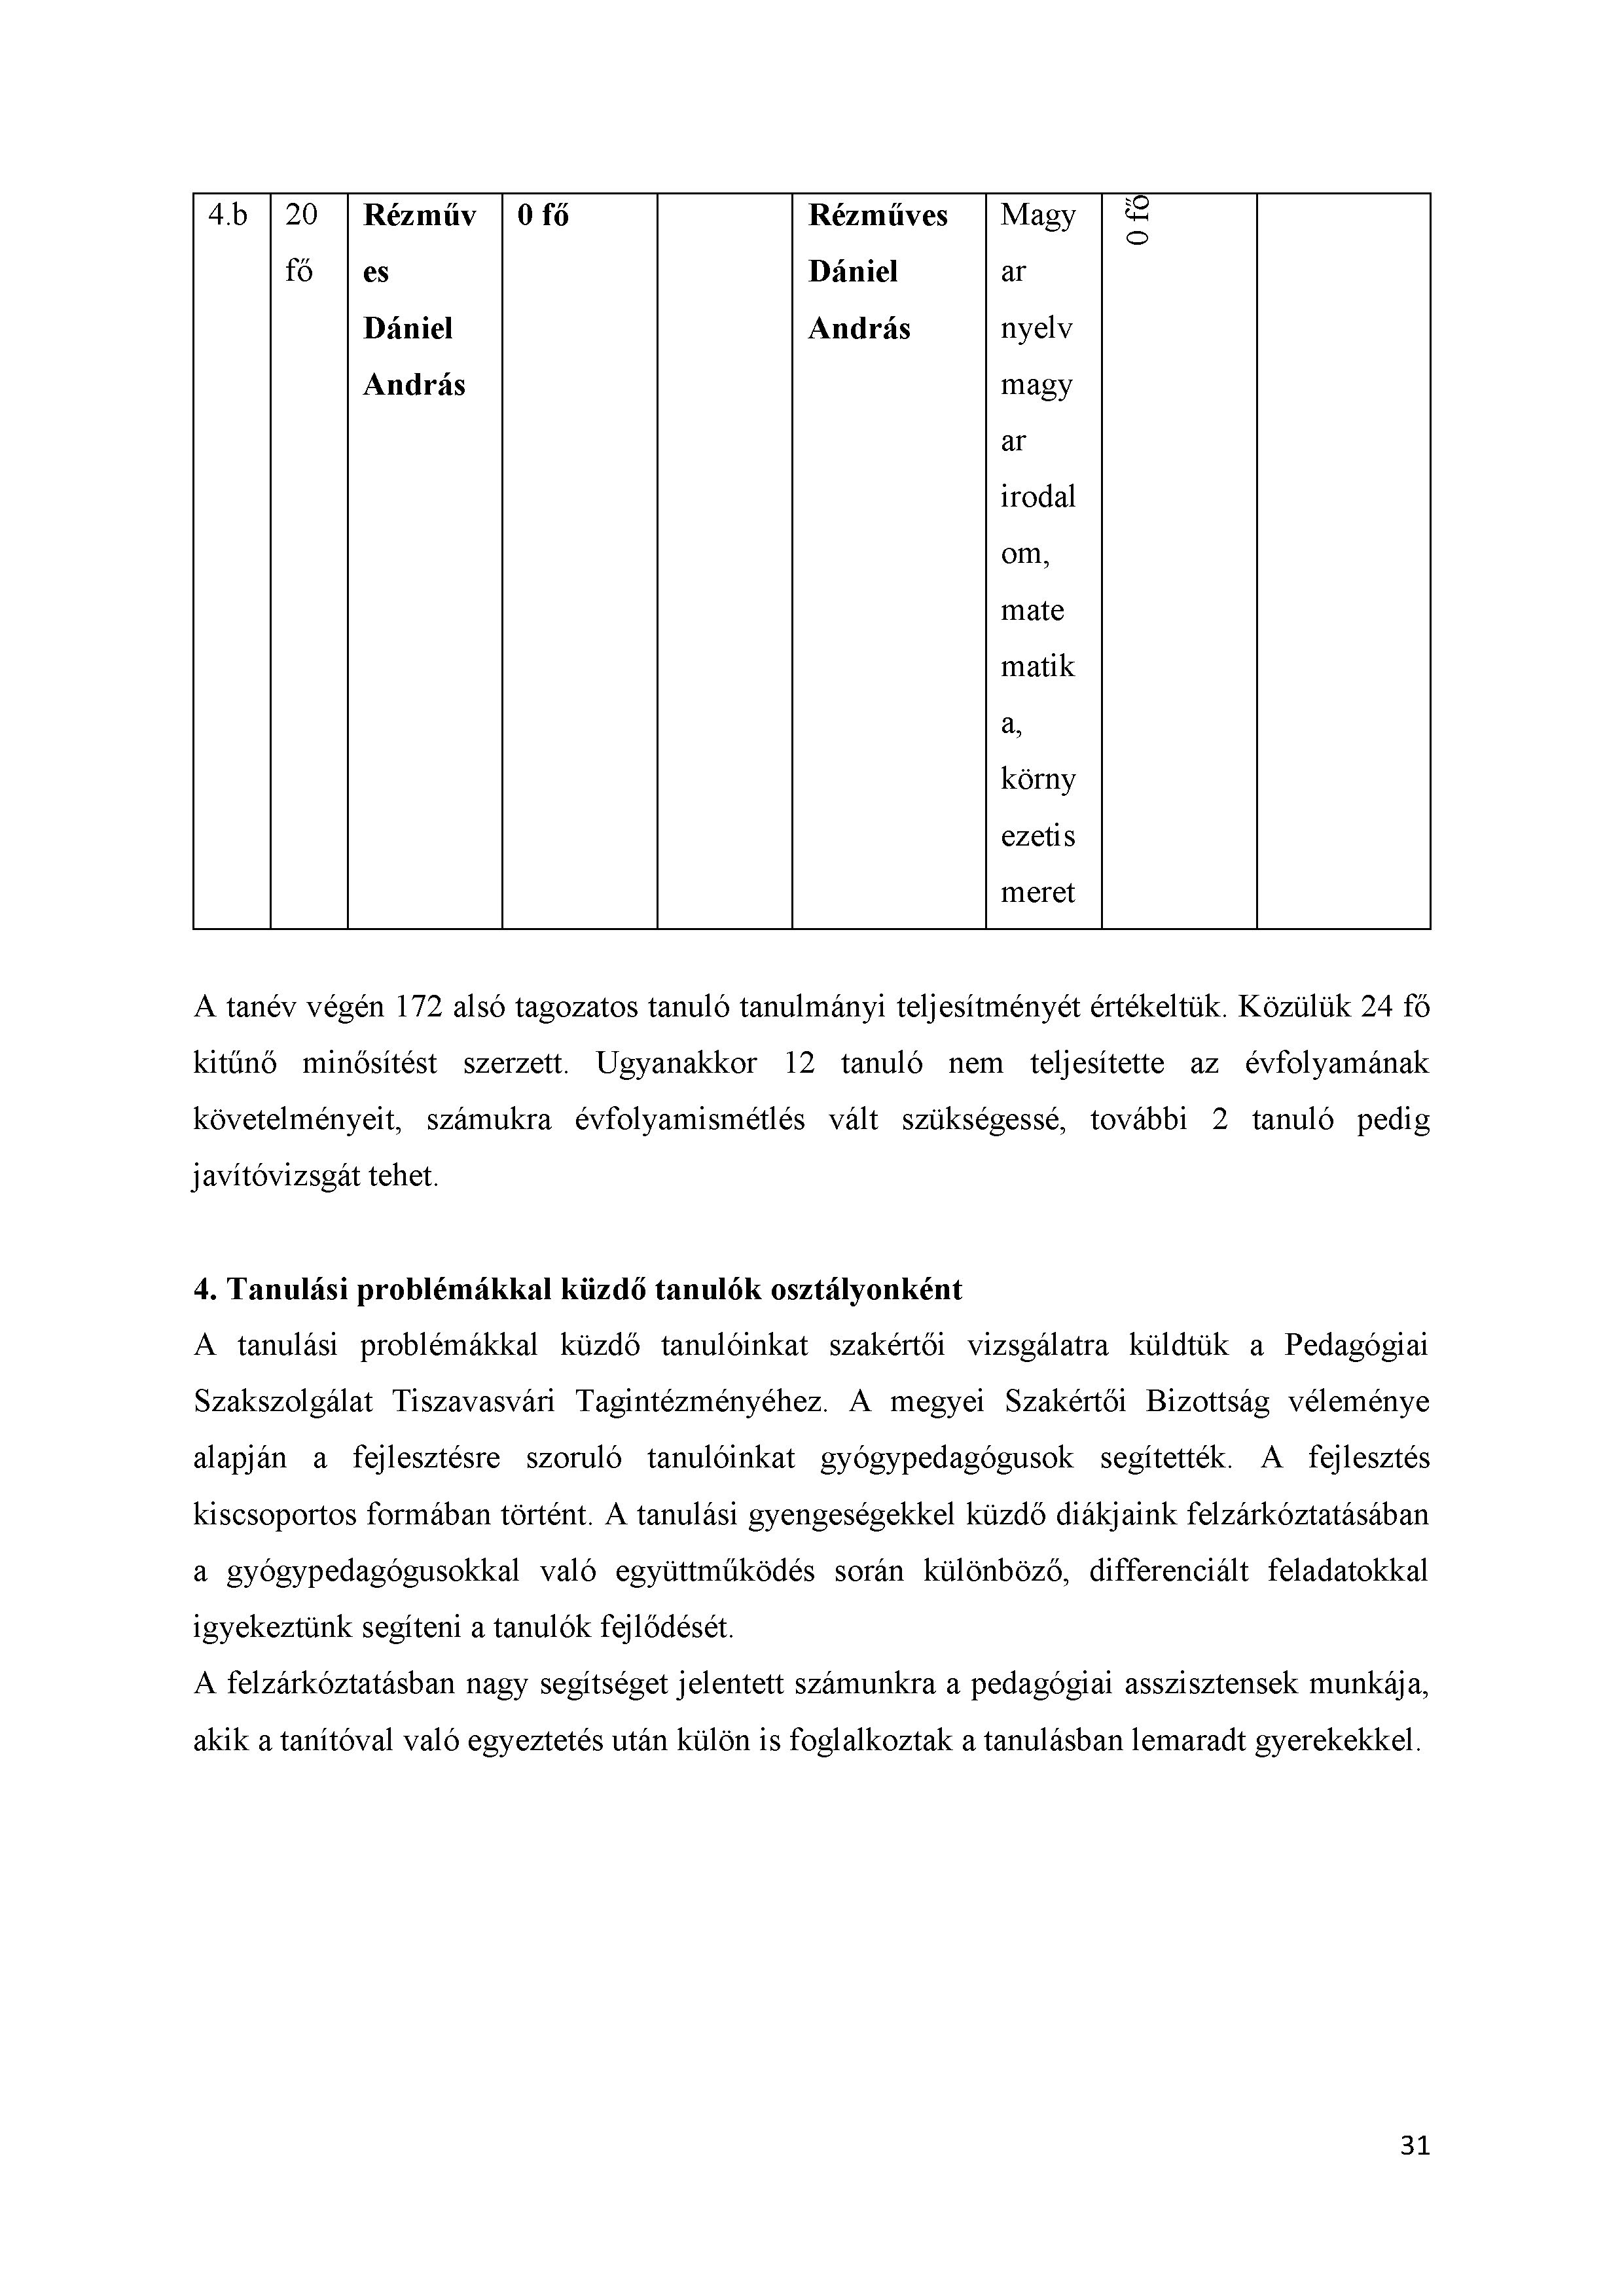 4.b 20 Rézműv 0 fő Rézműves Magy 0 fő
fő es Dániel ar
Dániel András nyelv
András magy
ar
irodal
om,
mate
matik
a,
körny
ezetis
meret
A tanév végén 172 alsó tagozatos tanuló tanulmányi teljesítményét értékeltük. Közülük 24 fő
kitűnő minősítést szerzett. Ugyanakkor 12 tanuló nem teljesítette az évfolyamának
követelményeit, számukra évfolyamismétlés vált szükségessé, további 2 tanuló pedig
javítóvizsgát tehet.
4. Tanulási problémákkal küzdő tanulók osztályonként
A tanulási problémákkal küzdő tanulóinkat szakértői vizsgálatra küldtük a Pedagógiai
Szakszolgálat Tiszavasvári Tagintézményéhez. A megyei Szakértői Bizottság véleménye
alapján a fejlesztésre szoruló tanulóinkat gyógypedagógusok segítették. A fejlesztés
kiscsoportos formában történt. A tanulási gyengeségekkel küzdő diákjaink felzárkóztatásában
a gyógypedagógusokkal való együttműködés során különböző, differenciált feladatokkal
igyekeztünk segíteni a tanulók fejlődését.
A felzárkóztatásban nagy segítséget jelentett számunkra a pedagógiai asszisztensek munkája,
akik a tanítóval való egyeztetés után külön is foglalkoztak a tanulásban lemaradt gyerekekkel.
31